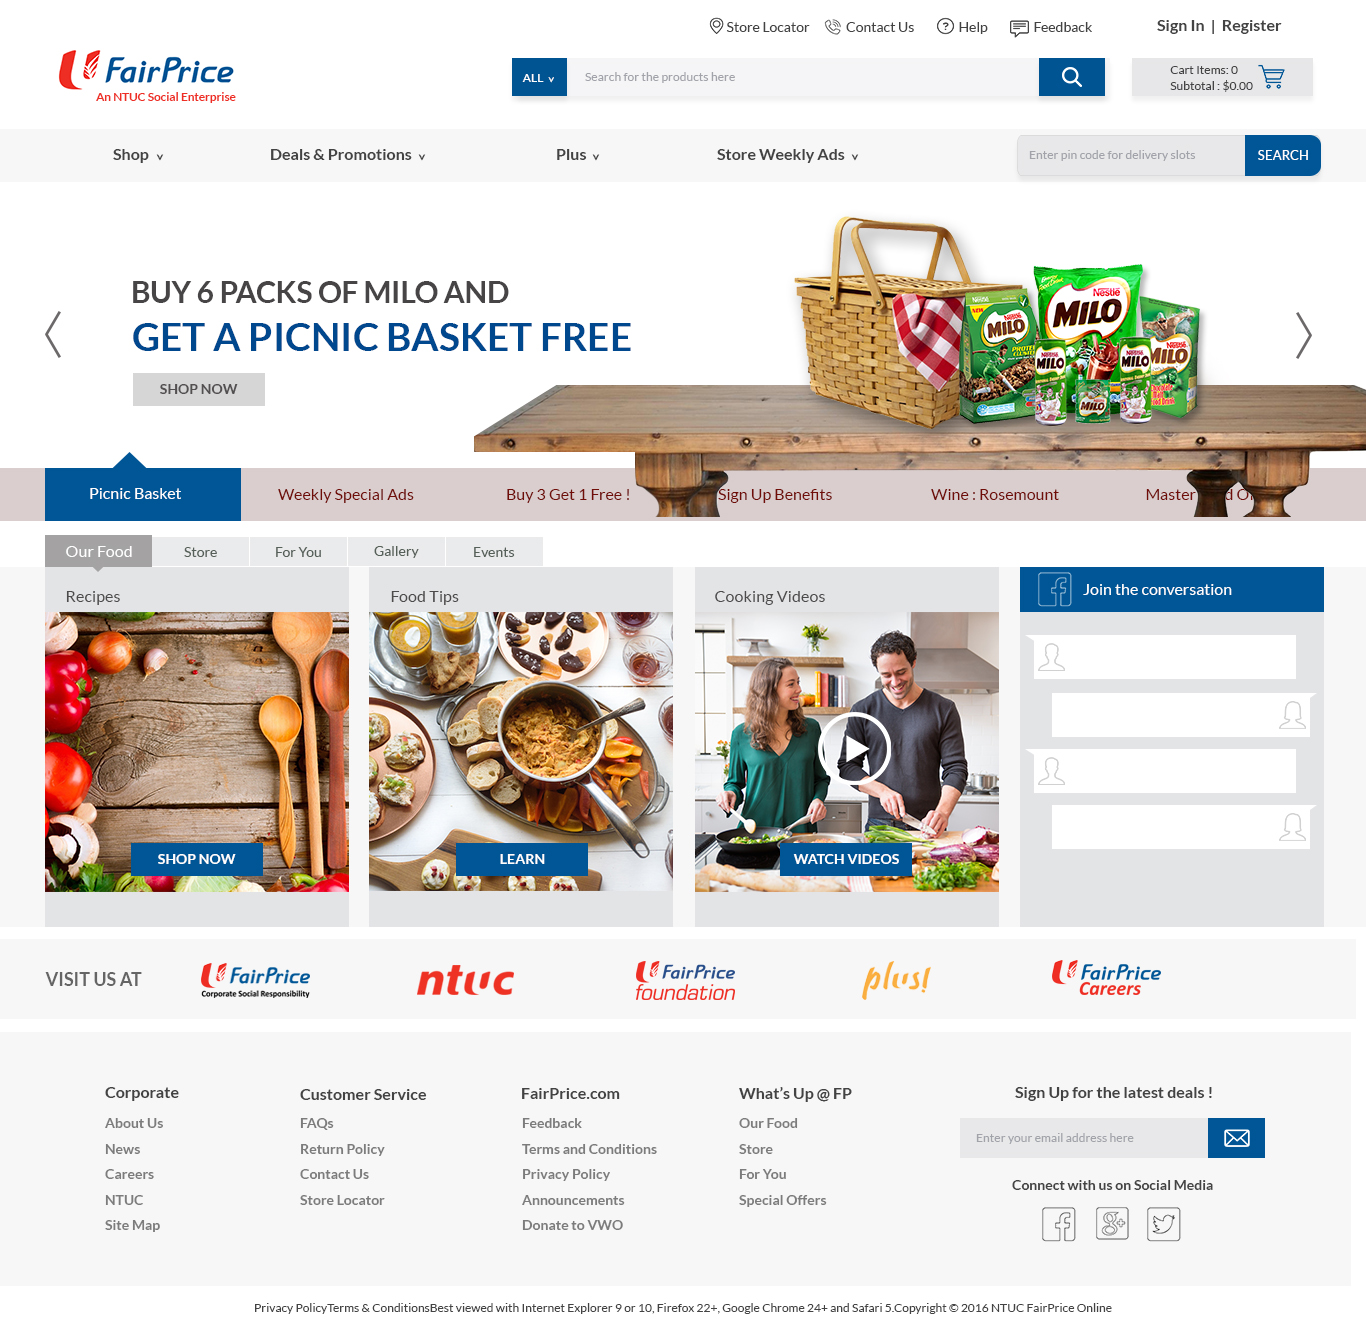 Store Locator
Contact Us
Help
Feedback
Sign In | Register
FairPrice
An NTUC Social Enterprise
ALL v
Search for the products here
Cart Items: 0
Subtotal : $0.00
Shop v
Deals & Promotions v
Plus v
Store Weekly Ads v
Enter pin code for delivery slots
SEARCH
BUY 6 PACKS OF MILO AND
GET A PICNIC BASKET FREE
SHOP NOW
Nestlé
MILO
Nestlé
MILO
MILO
MILO
MILO
MILO
Picnic Basket
Weekly Special Ads
Buy 3 Get 1 Free !
Sign Up Benefits
Wine : Rosemount
Master
Our Food
Store
For You
Gallery
Events
Recipes
Food Tips
Cooking Videos
Join the conversation
SHOP NOW
LEARN
WATCH VIDEOS
VISIT US AT
FairPrice
Corporate Social Responsibility
ntuc
FairPrice
foundation
plus!
FairPrice
Careers
Corporate
About Us
News
Careers
NTUC
Site Map
Customer Service
FAQs
Return Policy
Contact Us
Store Locator
FairPrice.com
Feedback
Terms and Conditions
Privacy Policy
Announcements
Donate to VWO
What's Up @ FP
Our Food
Store
For You
Special Offers
Sign Up for the latest deals !
Enter your email address here
Connect with us on Social Media
Privacy PolicyTerms & ConditionsBest viewed with Internet Explorer 9 or 10, Firefox 22+, Google Chrome 24+ and Safari 5.Copyright © 2016 NTUC FairPrice Online